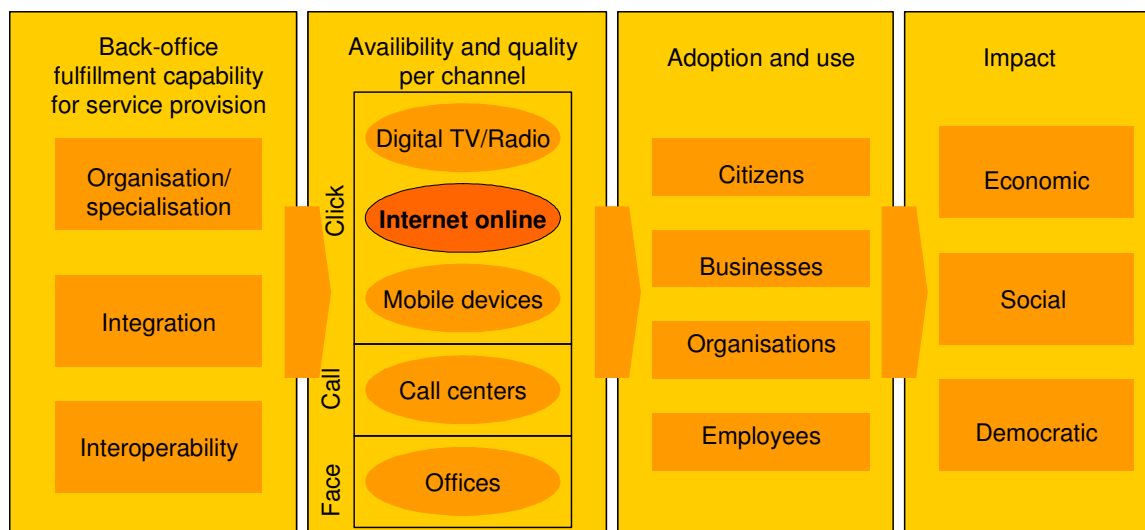 Back-office
fulfillment capability
for service provision
Organisation/
specialisation
Integration
Interoperability
Availibility and quality
per channel
Click
Digital TV/Radio
Internet online
Mobile devices
Call
Call centers
Face
Offices
Adoption and use
Citizens
Businesses
Organisations
Employees
Impact
Economic
Social
Democratic